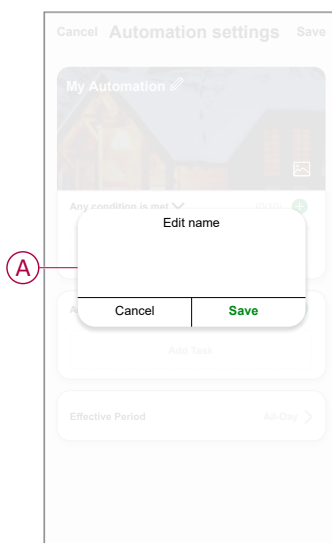 Cancel Automation settings Save
My Automation
Any condition is met
Edit name
A
Cancel Save
Add Task
Effective Period All-Day